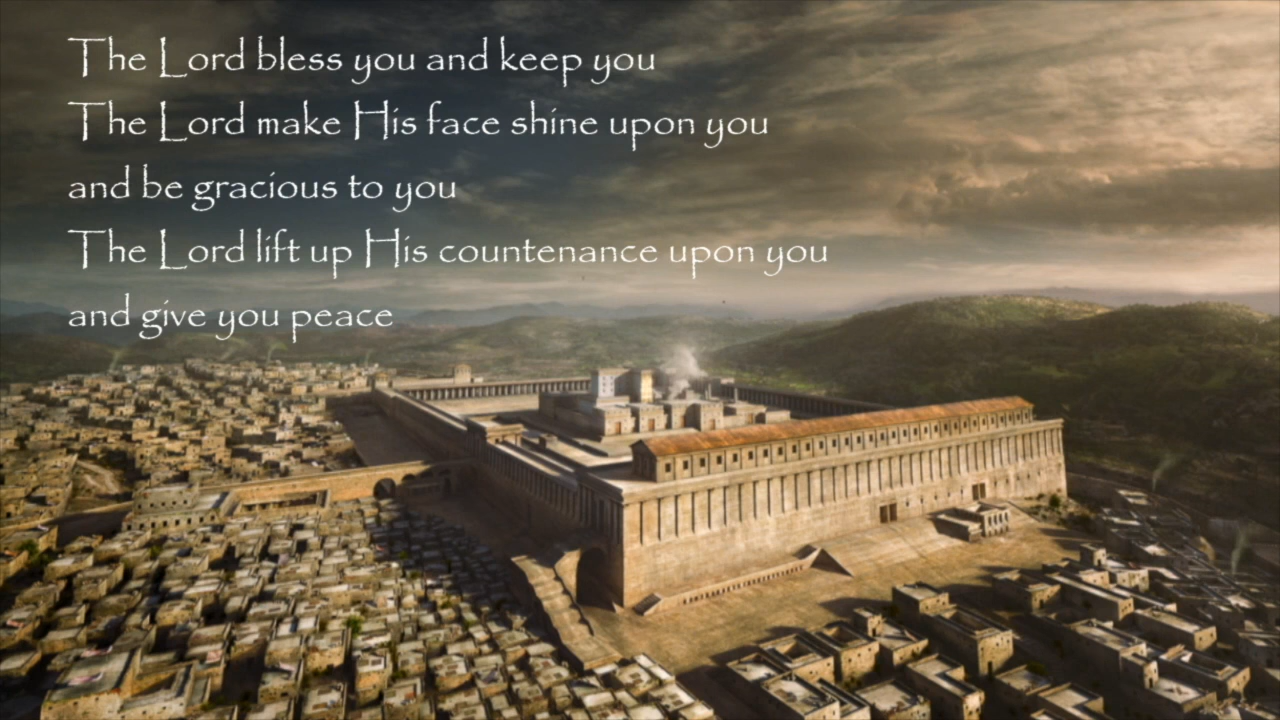 The Lord bless you and keep you
The Lord make His face shine upon you
and be gracious to you
The Lord lift up His countenance upon you
and give you peace